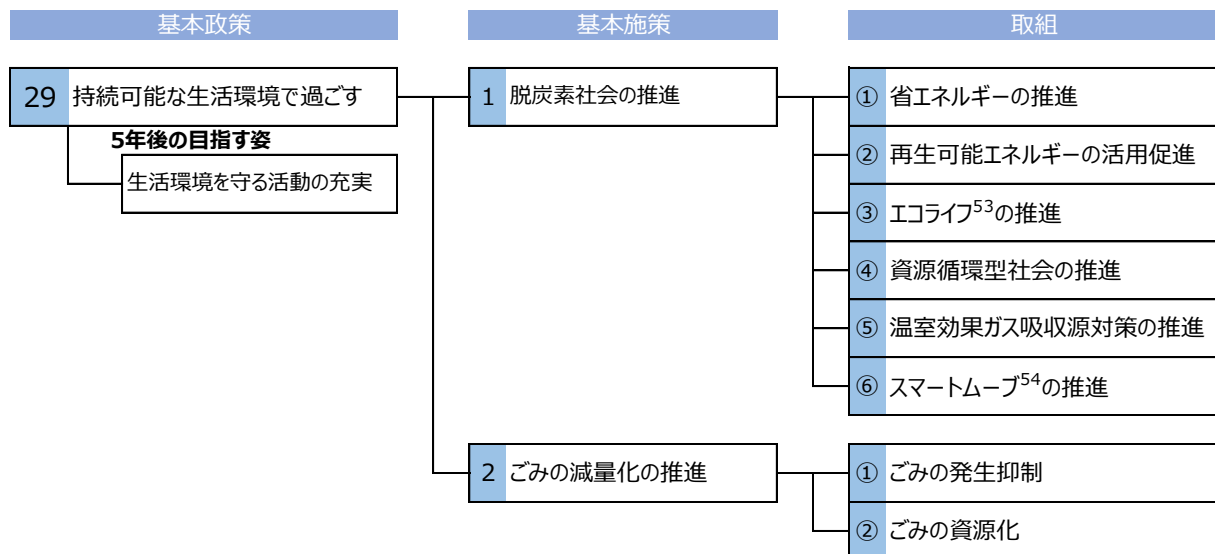 基本政策
基本施策
取組
29 持続可能な生活環境で過ごす
5年後の目指す姿
生活環境を守る活動の充実
1 脱炭素社会の推進
① 省エネルギーの推進
② 再生可能エネルギーの活用促進
③ エコライフ53の推進
④ 資源循環型社会の推進
⑤ 温室効果ガス吸収源対策の推進
⑥ スマートムーブ54の推進
2 ごみの減量化の推進
① ごみの発生抑制
② ごみの資源化